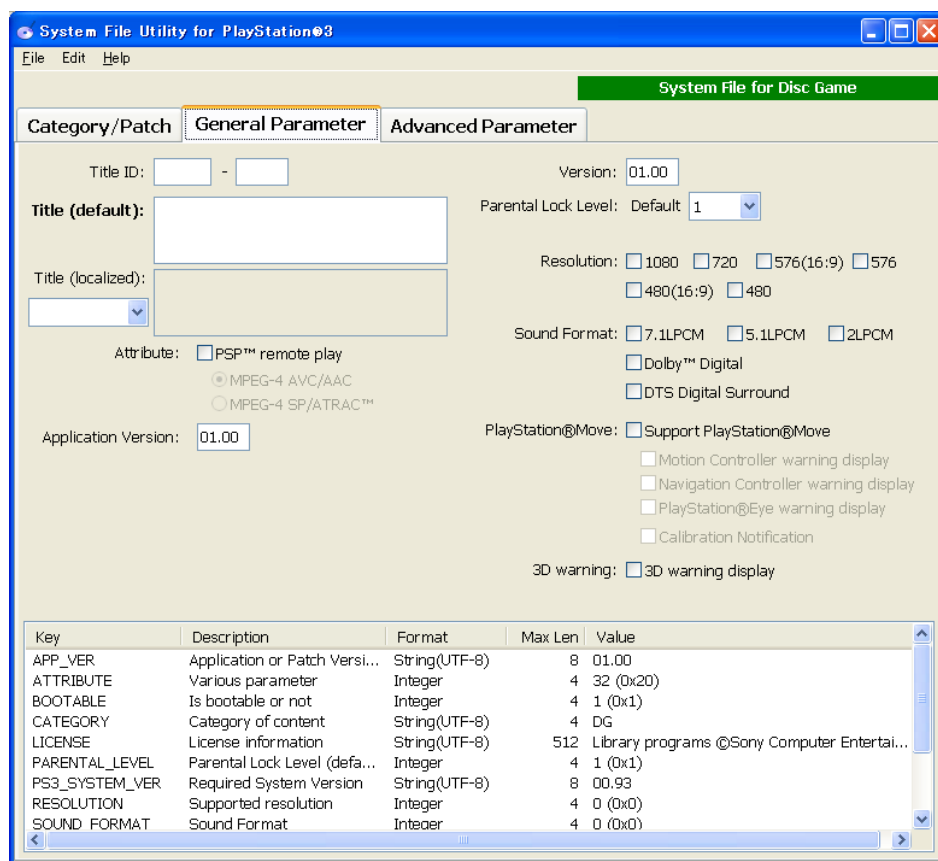 System File Utility for PlayStation®3
File Edit Help
System File for Disc Game
Category/Patch General Parameter Advanced Parameter
Title ID: -
Title (default):
Title (localized):
Attribute: PSP™ remote play
MPEG-4 AVC/AAC
MPEG-4 SP/ATRAC™
Application Version: 01.00
Version: 01.00
Parental Lock Level: Default 1
Resolution: 1080 720 576(16:9) 576
480(16:9) 480
Sound Format: 7.1LPCM 5.1LPCM 2LPCM
Dolby™ Digital
DTS Digital Surround
PlayStation®Move: Support PlayStation®Move
Motion Controller warning display
Navigation Controller warning display
PlayStation®Eye warning display
Calibration Notification
3D warning: 3D warning display
Key Description Format Max Len Value
APP_VER Application or Patch Versi... String(UTF-8) 8 01.00
ATTRIBUTE Various parameter Integer 4 32 (0x20)
BOOTABLE Is bootable or not Integer 4 1 (0x1)
CATEGORY Category of content String(UTF-8) 4 DG
LICENSE License information String(UTF-8) 512 Library programs ©Sony Computer Entertai...
PARENTAL_LEVEL Parental Lock Level (defa... Integer 4 1 (0x1)
PS3_SYSTEM_VER Required System Version String(UTF-8) 8 00.93
RESOLUTION Supported resolution Integer 4 0 (0x0)
SOUND_FORMAT Sound Format Integer 4 0 (0x0)